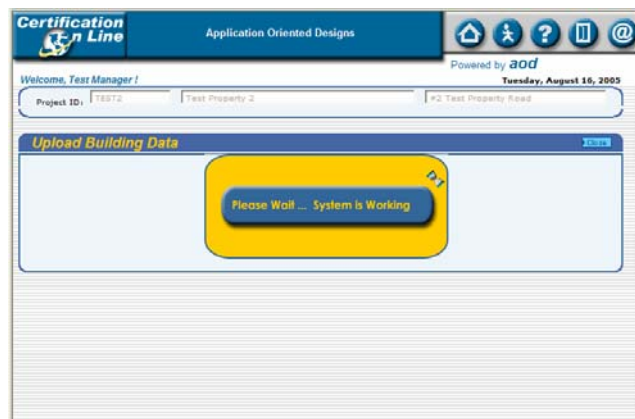 Certification
On Line
Application Oriented Designs
Powered by aod
Welcome, Test Manager !
Tuesday, August 16, 2005
Project ID: TEST2 Test Property 2 #2 Test Property Road
Upload Building Data
Close
Please Wait ... System is Working